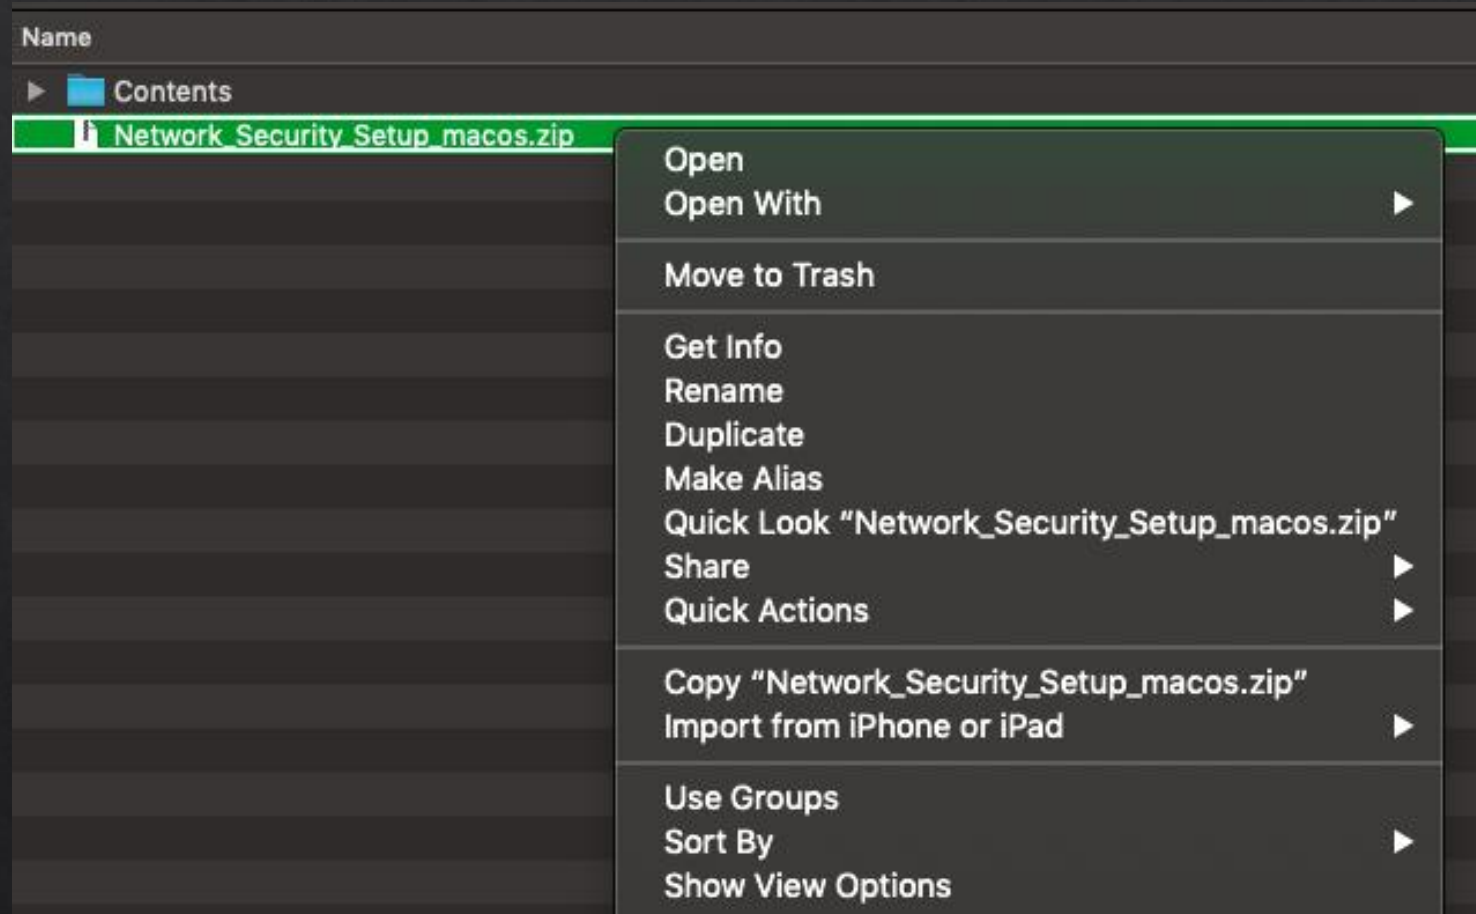 Name
Contents
Network_Security_Setup_macos.zip
Open
Open With
Move to Trash
Get Info
Rename
Duplicate
Make Alias
Quick Look “Network_Security_Setup_macos.zip”
Share
Quick Actions
Copy “Network_Security_Setup_macos.zip”
Import from iPhone or iPad
Use Groups
Sort By
Show View Options